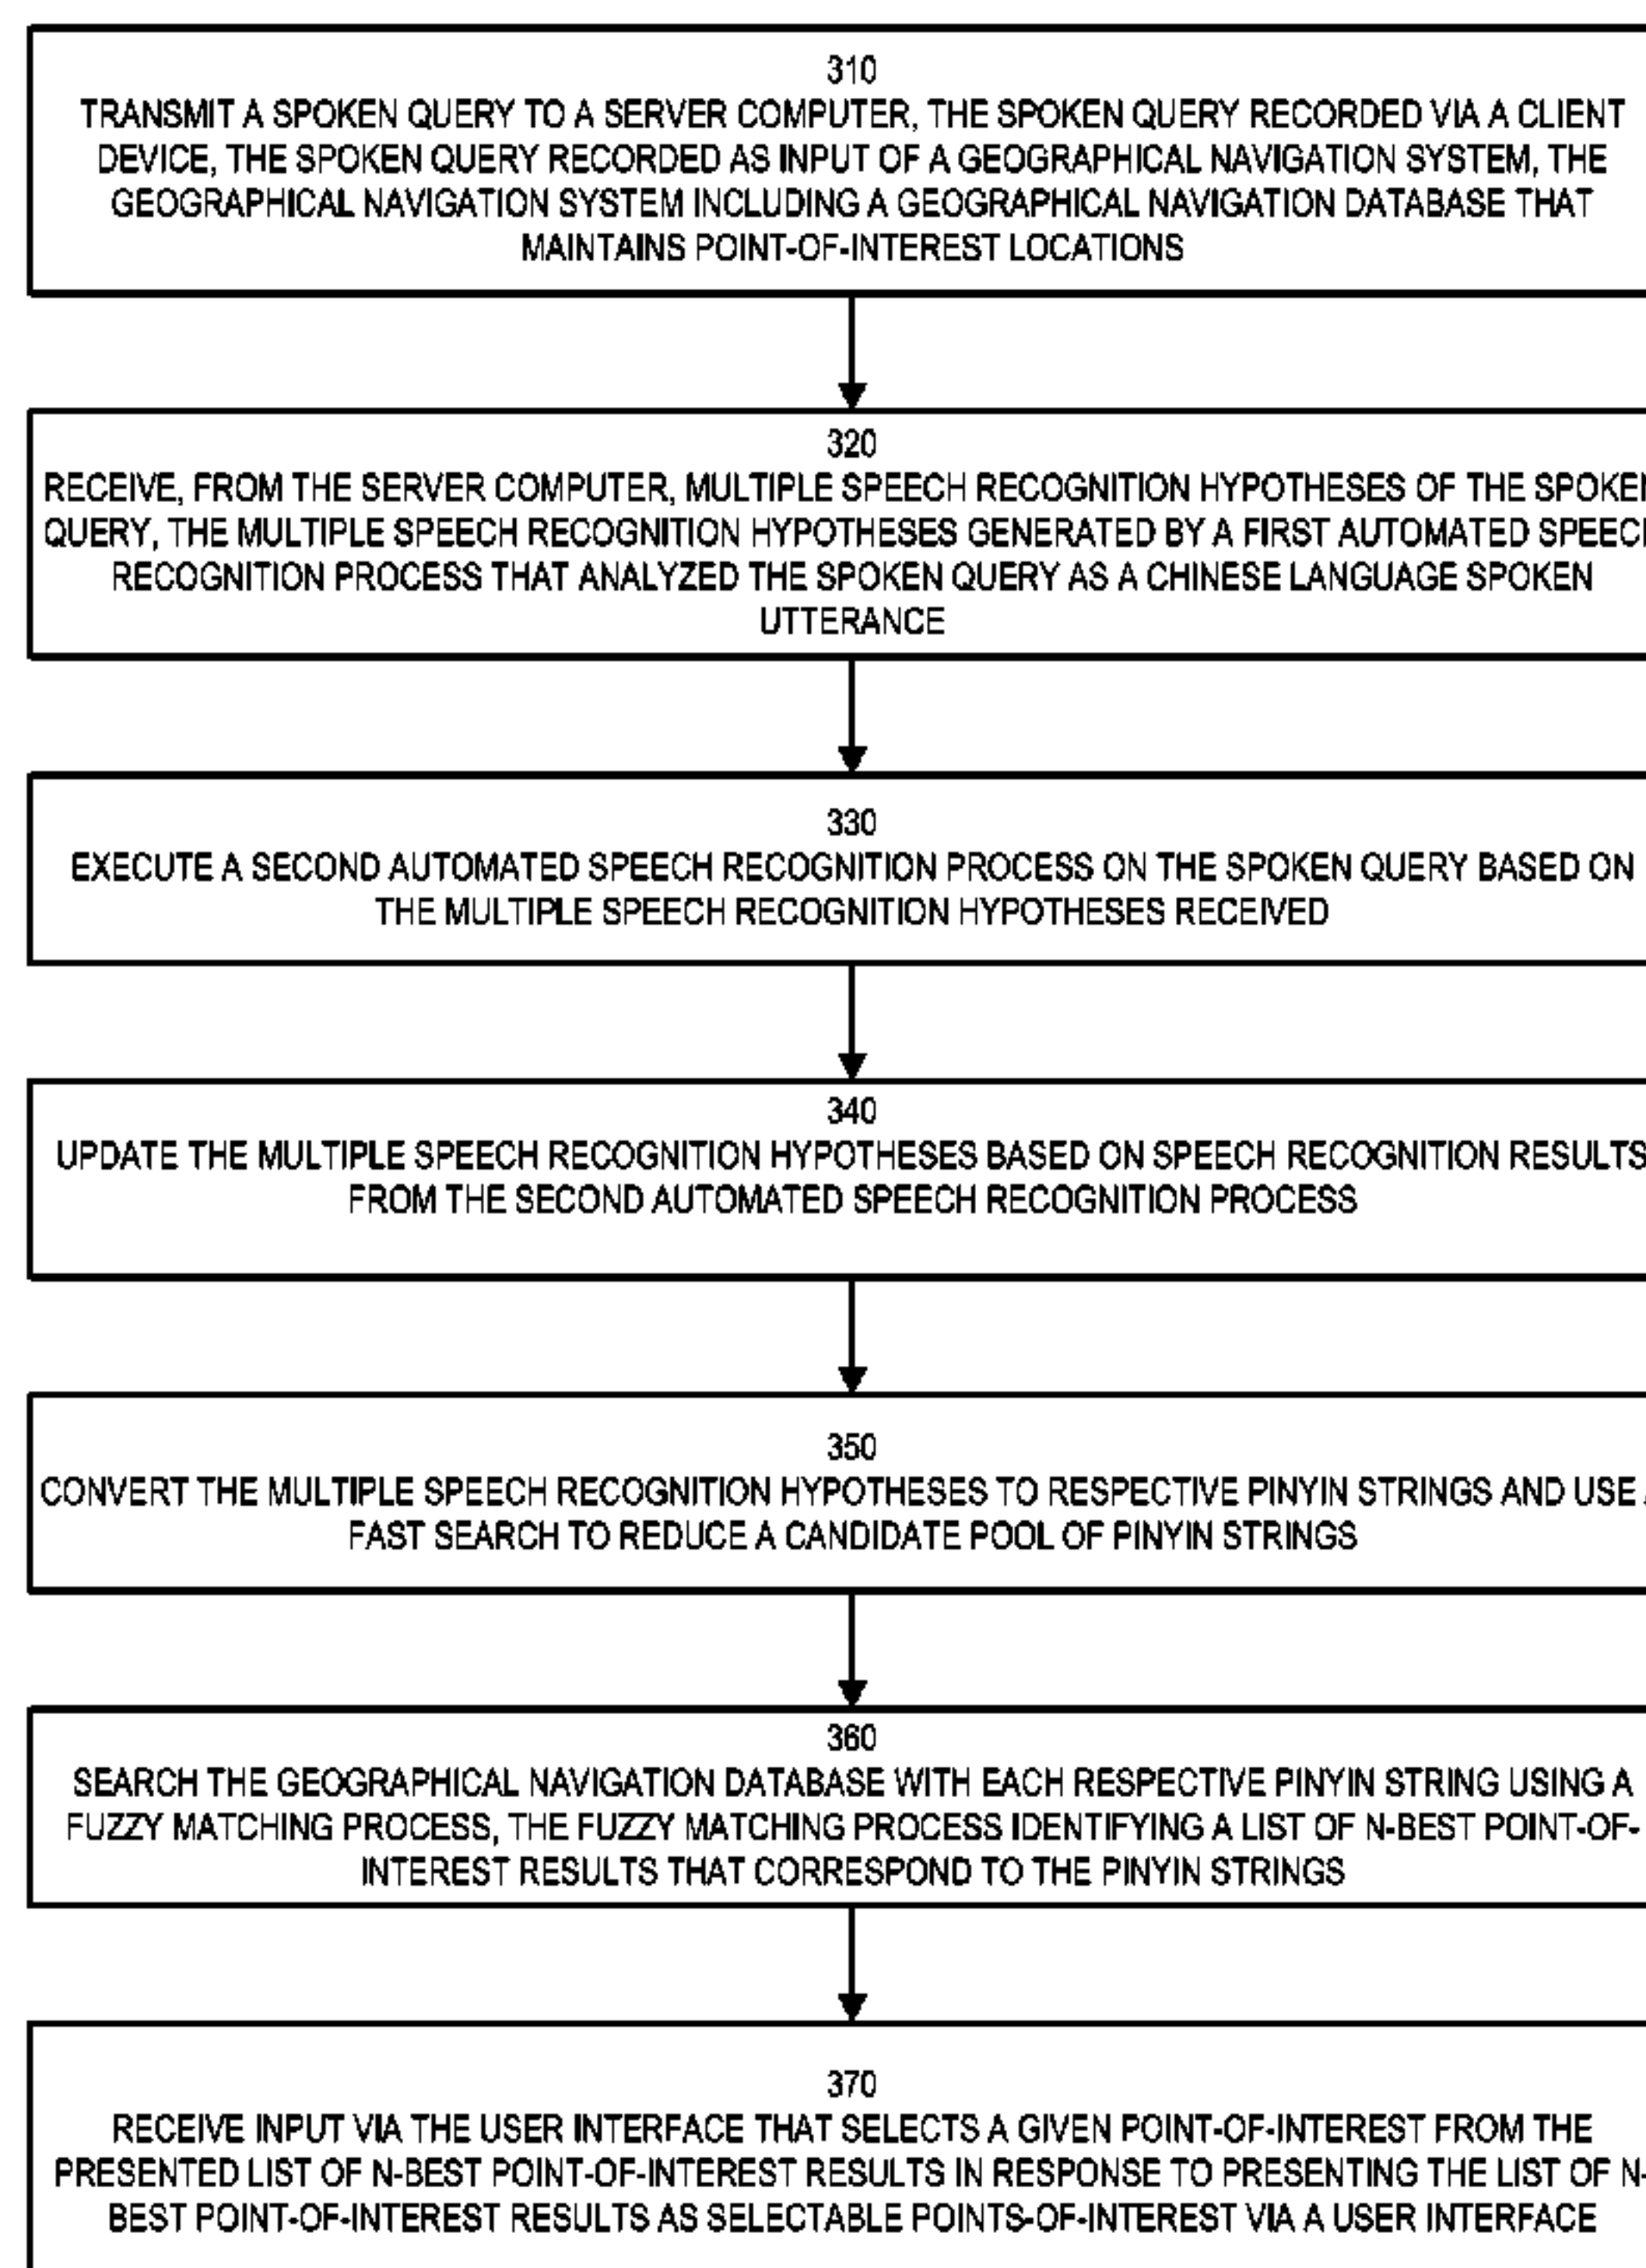 310
TRANSMIT A SPOKEN QUERY TO A SERVER COMPUTER, THE SPOKEN QUERY RECORDED VIA A CLIENT
DEVICE, THE SPOKEN QUERY RECORDED AS INPUT OF A GEOGRAPHICAL NAVIGATION SYSTEM, THE
GEOGRAPHICAL NAVIGATION SYSTEM INCLUDING A GEOGRAPHICAL NAVIGATION DATABASE THAT
MAINTAINS POINT-OF-INTEREST LOCATIONS
320
RECEIVE, FROM THE SERVER COMPUTER, MULTIPLE SPEECH RECOGNITION HYPOTHESES OF THE SPOKEN
QUERY, THE MULTIPLE SPEECH RECOGNITION HYPOTHESES GENERATED BY A FIRST AUTOMATED SPEECH
RECOGNITION PROCESS THAT ANALYZED THE SPOKEN QUERY AS A CHINESE LANGUAGE SPOKEN
UTTERANCE
330
EXECUTE A SECOND AUTOMATED SPEECH RECOGNITION PROCESS ON THE SPOKEN QUERY BASED ON
THE MULTIPLE SPEECH RECOGNITION HYPOTHESES RECEIVED
340
UPDATE THE MULTIPLE SPEECH RECOGNITION HYPOTHESES BASED ON SPEECH RECOGNITION RESULTS
FROM THE SECOND AUTOMATED SPEECH RECOGNITION PROCESS
350
CONVERT THE MULTIPLE SPEECH RECOGNITION HYPOTHESES TO RESPECTIVE PINYIN STRINGS AND USE A
FAST SEARCH TO REDUCE A CANDIDATE POOL OF PINYIN STRINGS
360
SEARCH THE GEOGRAPHICAL NAVIGATION DATABASE WITH EACH RESPECTIVE PINYIN STRING USING A
FUZZY MATCHING PROCESS, THE FUZZY MATCHING PROCESS IDENTIFYING A LIST OF N-BEST POINT-OF-
INTEREST RESULTS THAT CORRESPOND TO THE PINYIN STRINGS
370
RECEIVE INPUT VIA THE USER INTERFACE THAT SELECTS A GIVEN POINT-OF-INTEREST FROM THE
PRESENTED LIST OF N-BEST POINT-OF-INTEREST RESULTS IN RESPONSE TO PRESENTING THE LIST OF N-
BEST POINT-OF-INTEREST RESULTS AS SELECTABLE POINTS-OF-INTEREST VIA A USER INTERFACE